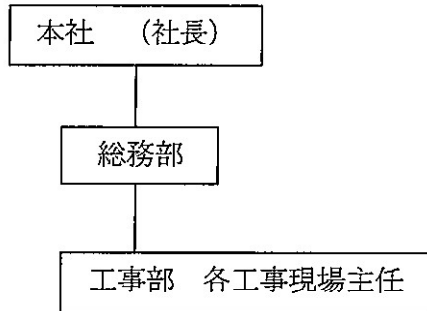 本社　（社長）
総務部
工事部　各工事現場主任